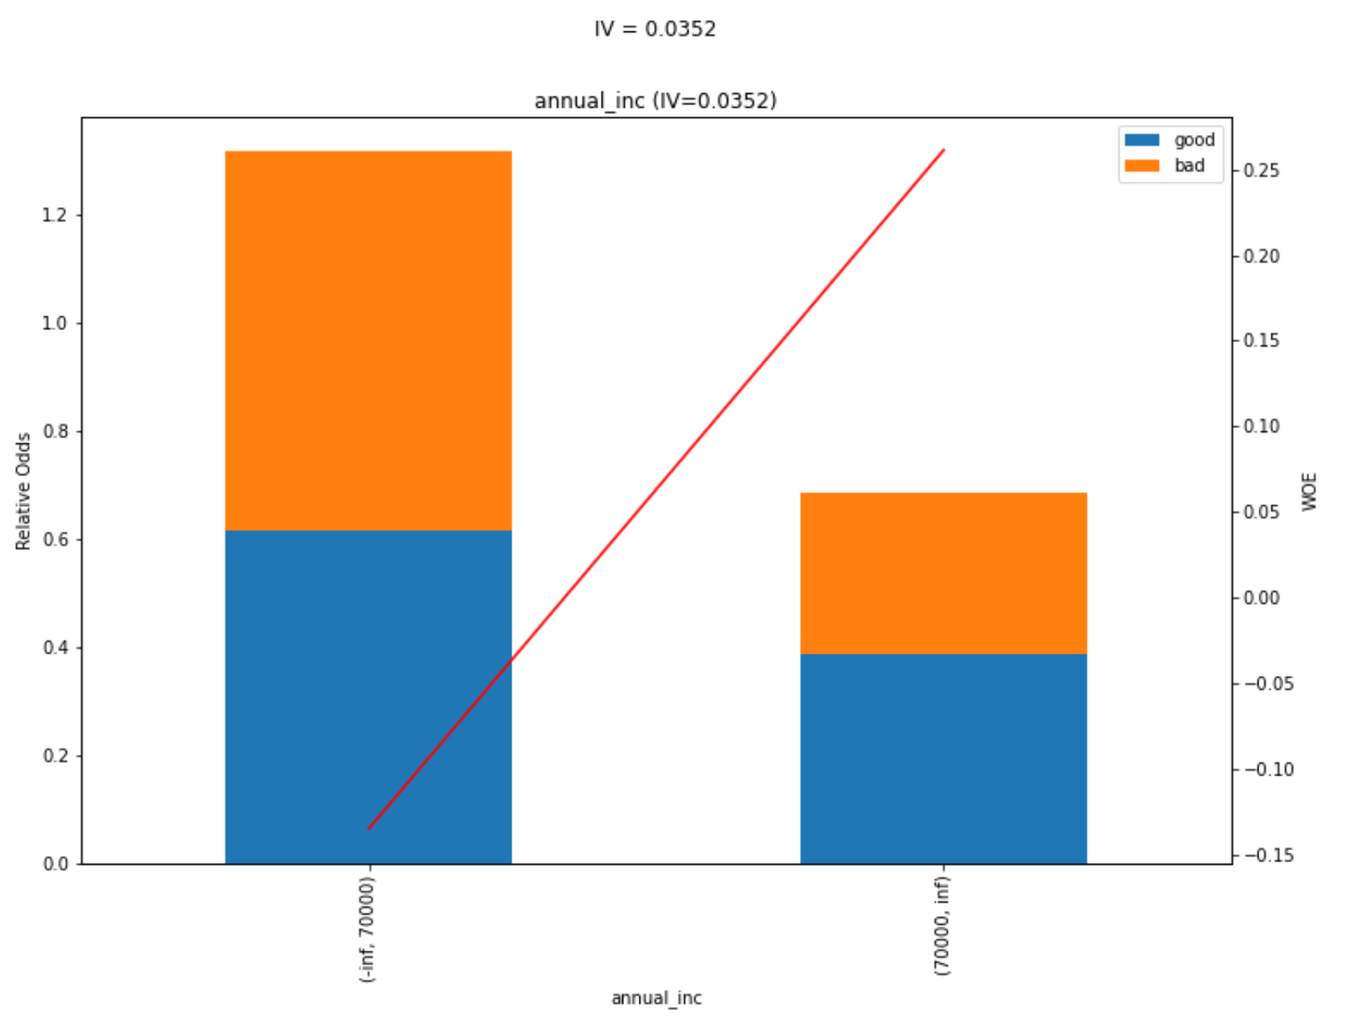 IV = 0.0352
annual_inc (IV=0.0352)
good
bad
Relative Odds
1.2
1.0
0.8
0.6
0.4
0.2
0.0
0.25
0.20
0.15
0.10
0.05
0.00
−0.05
−0.10
−0.15
WOE
(-inf, 70000)
(70000, inf)
annual_inc